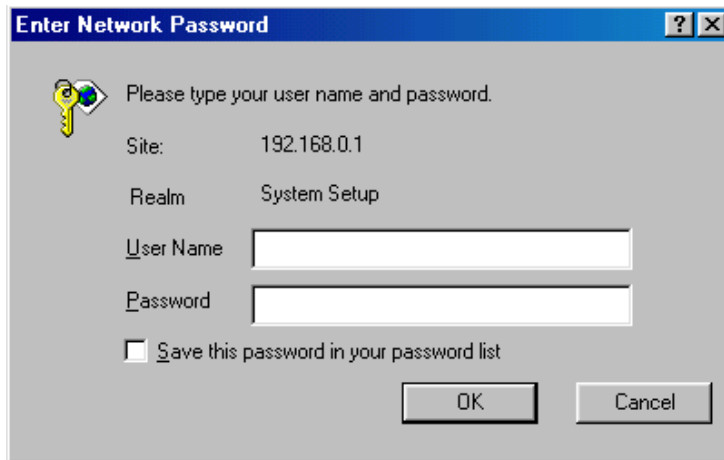 Enter Network Password
Please type your user name and password.
Site: 192.168.0.1
Realm System Setup
User Name
Password
Save this password in your password list
OK Cancel